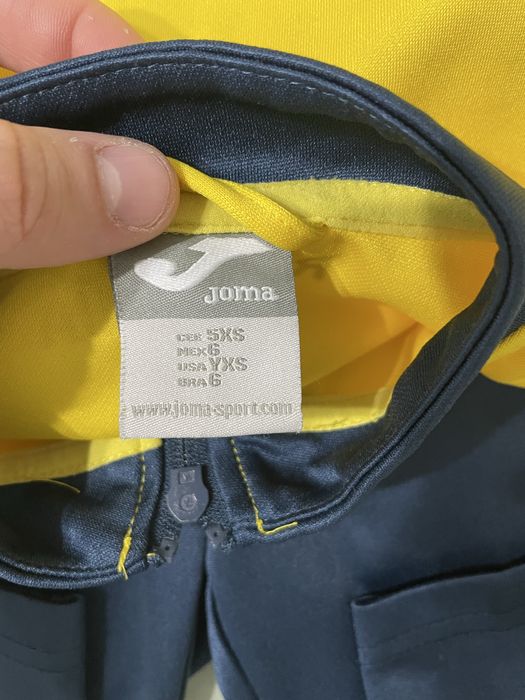 Joma
CEE 5XS
MEX 6
USA YXS
BRA 6
www.joma-sport.com